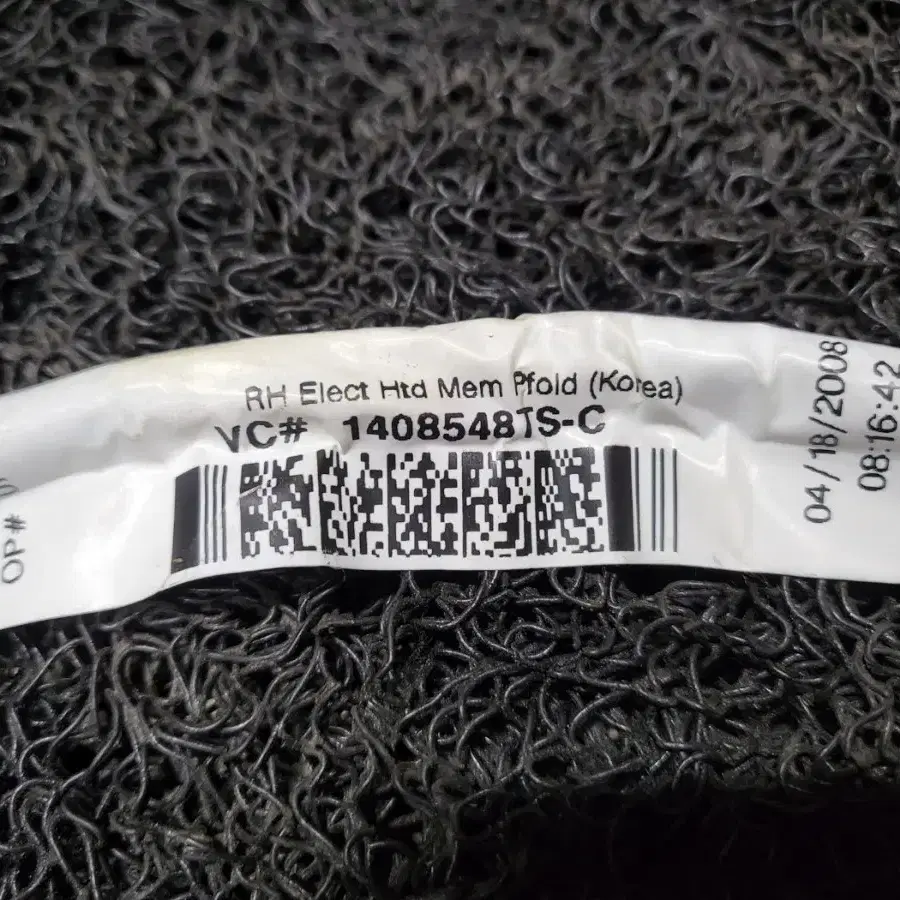 RH Elect Htd Mem Pfold (Korea)
VC# 1408548TS-C
04/18/2008
08:16:42
OP#